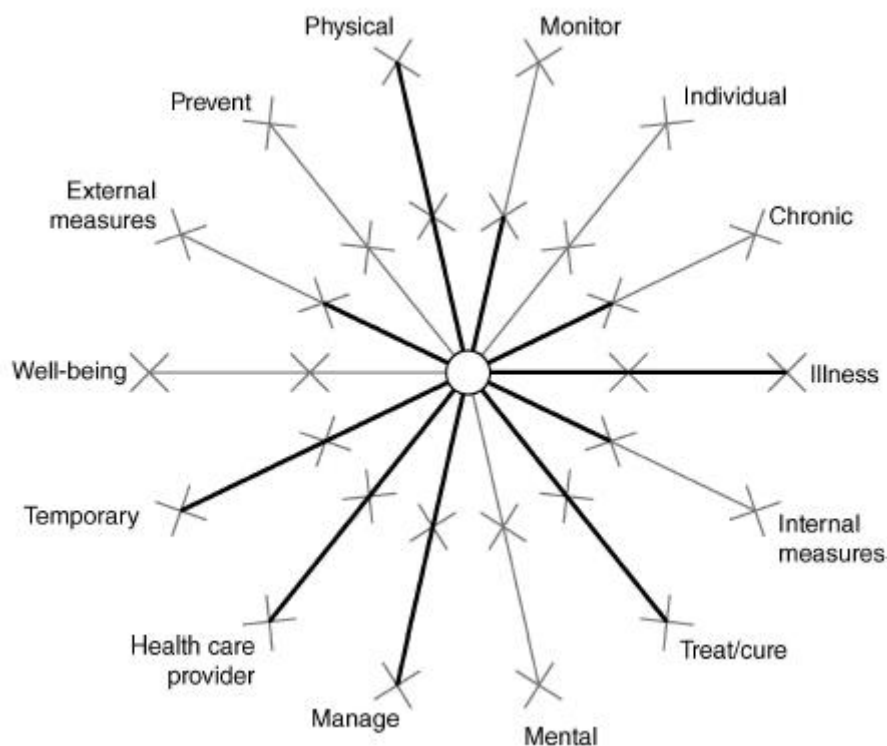 Physical
Monitor
Prevent
Individual
External
measures
Chronic
Well-being
Illness
Temporary
Internal
measures
Health care
provider
Treat/cure
Manage
Mental